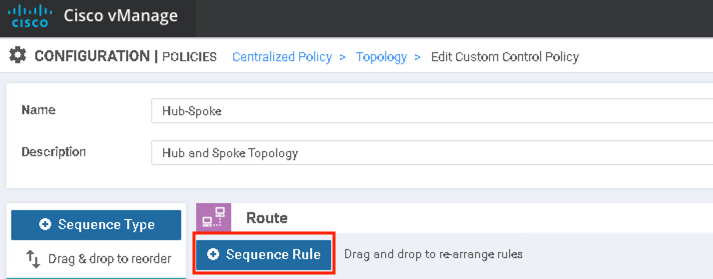 cisco Cisco vManage
CONFIGURATION | POLICIES Centralized Policy > Topology > Edit Custom Control Policy
Name Hub-Spoke
Description Hub and Spoke Topology
Sequence Type Route
Drag & drop to reorder Sequence Rule Drag and drop to re-arrange rules